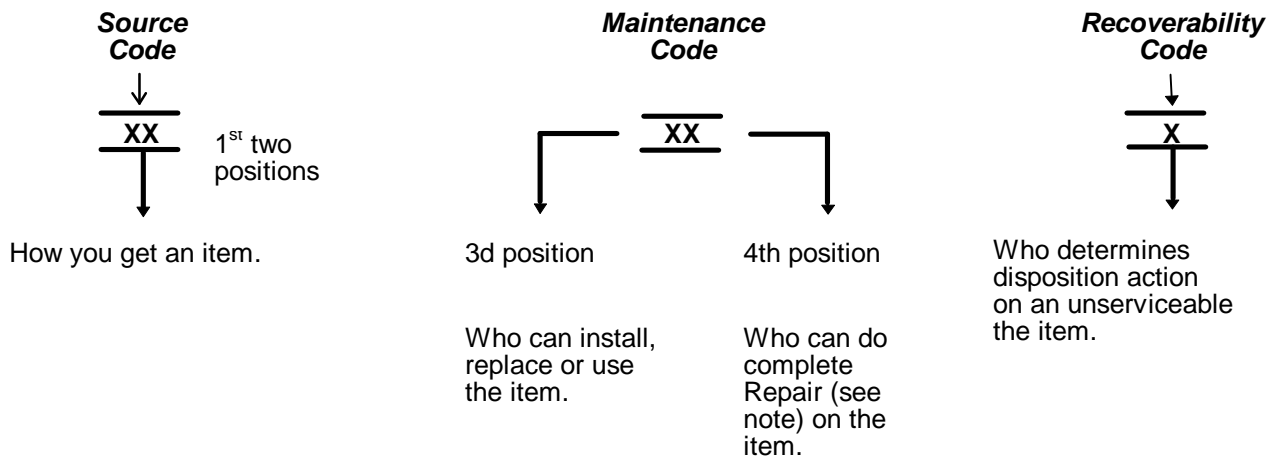 Source
Code
XX
1st two
positions
How you get an item.
Maintenance
Code
XX
3d position
Who can install,
replace or use
the item.
4th position
Who can do
complete
Repair (see
note) on the
item.
Recoverability
Code
X
Who determines
disposition action
on an unserviceable
the item.